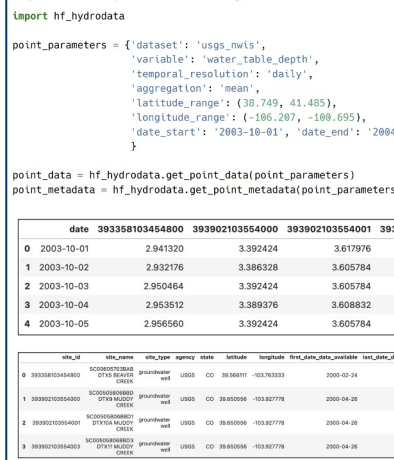 import hf_hydrodata
point_parameters = {'dataset': 'usgs_nwis',
'variable': 'water_table_depth',
'temporal_resolution': 'daily',
'aggregation': 'mean',
'latitude_range': (38.749, 41.485),
'longitude_range': (-106.207, -100.695),
'date_start': '2003-10-01', 'date_end': '2004
}
point_data = hf_hydrodata.get_point_data(point_parameters)
point_metadata = hf_hydrodata.get_point_metadata(point_parameters
date 393358103454800 393902103554000 393902103554001 393
0 2003-10-01 2.941320 3.392424 3.617976
1 2003-10-02 2.932176 3.386328 3.605784
2 2003-10-03 2.950464 3.392424 3.605784
3 2003-10-04 2.953512 3.389376 3.608832
4 2003-10-05 2.956560 3.392424 3.605784
site_id site_name site_type agency state latitude longitude first_date_data_available last_date_d
0 393358103454800 SC00605703BAB DTX5 BEAVER CREEK groundwater well USGS CO 39.566111 -103.763333 2000-02-24
1 393902103554000 DTX9 MUDDY CREEK groundwater well USGS CO 39.650556 -103.927778 2000-04-26
2 393902103554001 DTX10A MUDDY CREEK groundwater well USGS CO 39.650556 -103.927778 2000-04-26
3 393902103554003 DTX11 MUDDY CREEK groundwater well USGS CO 39.650556 -103.927778 2000-04-26